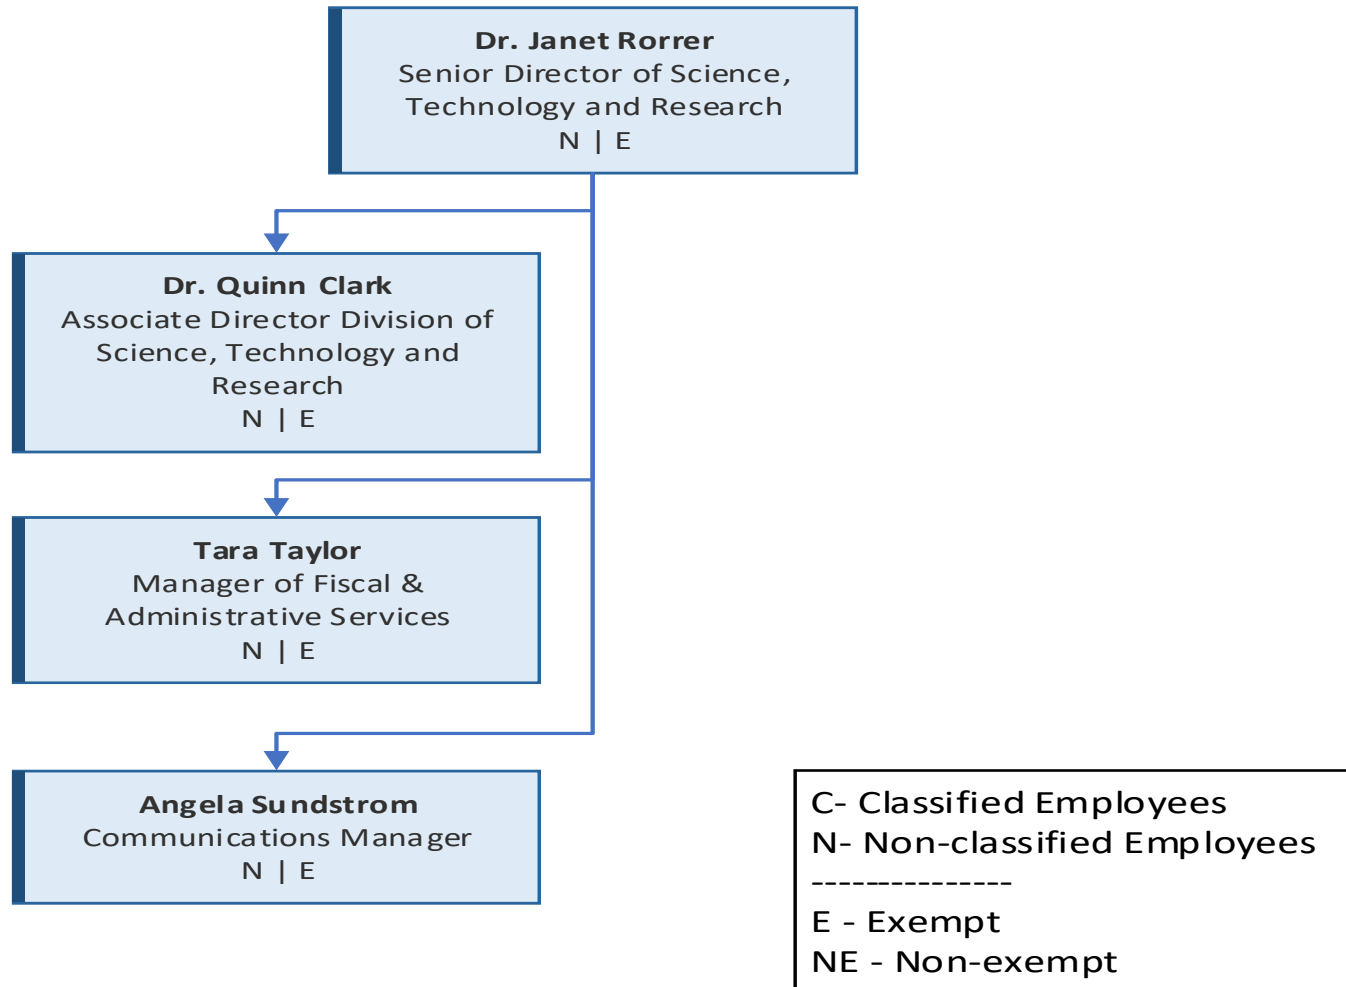 Dr. Janet Rorrer
Senior Director of Science,
Technology and Research
N | E
Dr. Quinn Clark
Associate Director Division of
Science, Technology and
Research
N | E
Tara Taylor
Manager of Fiscal &
Administrative Services
N | E
Angela Sundstrom
Communications Manager
N | E
C- Classified Employees
N- Non-classified Employees
---------------
E - Exempt
NE - Non-exempt